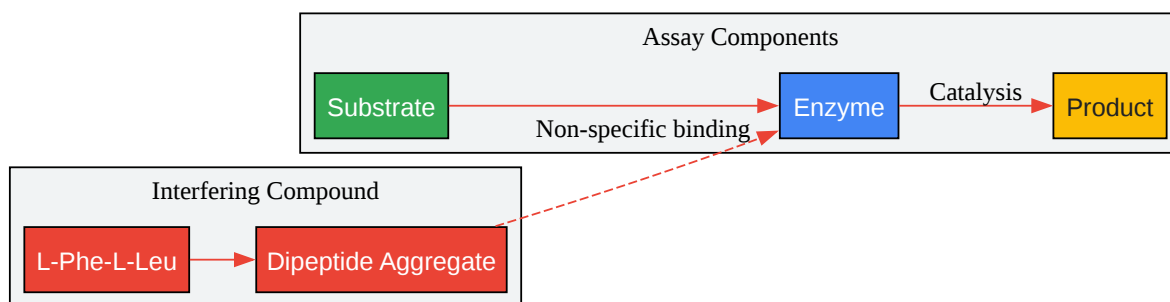 Assay Components
Substrate
Enzyme
Catalysis
Product
Non-specific binding
Interfering Compound
L-Phe-L-Leu
Dipeptide Aggregate